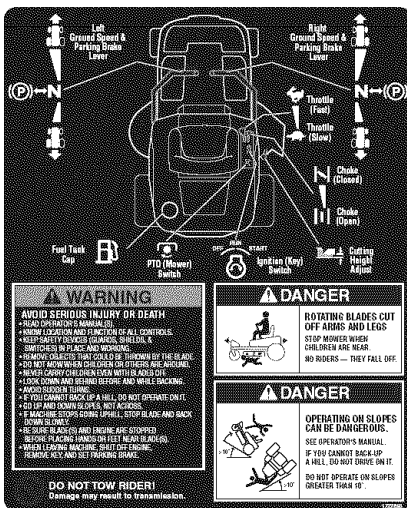 Left
Ground Speed &
Parking Brake
Lever
Right
Ground Speed &
Parking Brake
Lever
(P) N
N (P)
Throttle
(Fast)
Throttle
(Slow)
Choke
(Closed)
Choke
(Open)
Fuel Tank
Cap
PTO (Mower)
Switch
OFF RUN START
Ignition (Key)
Switch
Cutting
Height
Adjust
WARNING
AVOID SERIOUS INJURY OR DEATH
• READ OPERATOR'S MANUAL(S).
• KNOW LOCATION AND FUNCTION OF ALL CONTROLS.
• KEEP SAFETY DEVICES (GUARDS, SHIELDS, &
SWITCHES) IN PLACE AND WORKING.
• REMOVE OBJECTS THAT COULD BE THROWN BY THE BLADE.
• DO NOT MOW WHEN CHILDREN OR OTHERS ARE AROUND.
• NEVER CARRY CHILDREN EVEN WITH BLADES OFF.
• LOOK DOWN AND BEHIND BEFORE AND WHILE BACKING.
• AVOID SUDDEN TURNS.
• IF YOU CANNOT BACK UP A HILL, DO NOT OPERATE ON IT.
• GO UP AND DOWN SLOPES, NOT ACROSS.
• IF MACHINE STOPS GOING UPHILL, STOP BLADE AND BACK
DOWN SLOWLY.
• BE SURE BLADE(S) AND ENGINE ARE STOPPED
BEFORE PLACING HANDS OR FEET NEAR BLADE(S).
• WHEN LEAVING MACHINE, SHUT OFF ENGINE,
REMOVE KEY, AND SET PARKING BRAKE.
DO NOT TOW RIDER!
Damage may result to transmission.
DANGER
ROTATING BLADES CUT
OFF ARMS AND LEGS
STOP MOWER WHEN
CHILDREN ARE NEAR.
NO RIDERS — THEY FALL OFF.
DANGER
OPERATING ON SLOPES
CAN BE DANGEROUS.
SEE OPERATOR'S MANUAL.
IF YOU CANNOT BACK-UP
A HILL, DO NOT DRIVE ON IT.
DO NOT OPERATE ON SLOPES
GREATER THAN 10°.
>10°
>10°